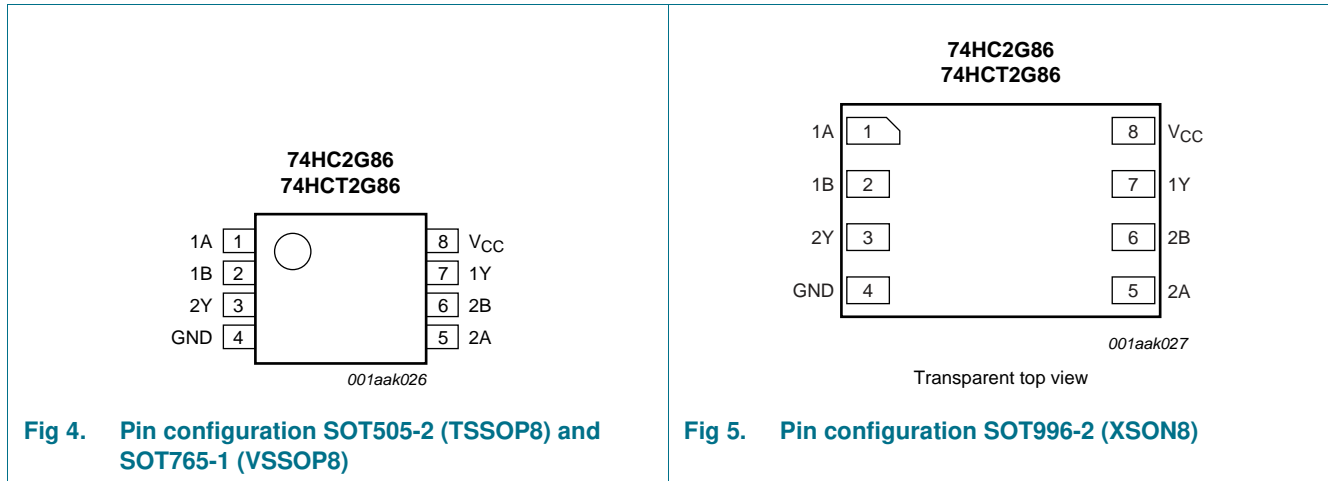 74HC2G86
74HCT2G86
1A 1 8 VCC
1B 2 7 1Y
2Y 3 6 2B
GND 4 5 2A
001aak026
Fig 4. Pin configuration SOT505-2 (TSSOP8) and
SOT765-1 (VSSOP8)
74HC2G86
74HCT2G86
1A 1 8 VCC
1B 2 7 1Y
2Y 3 6 2B
GND 4 5 2A
001aak027
Transparent top view
Fig 5. Pin configuration SOT996-2 (XSON8)